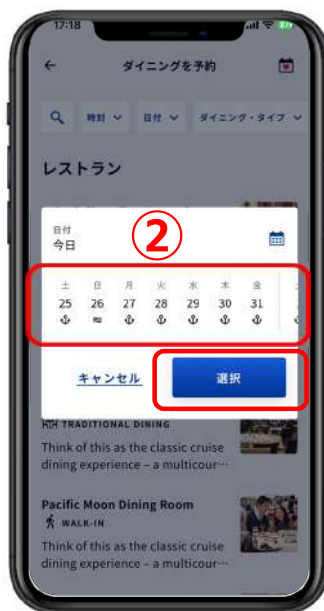 17:18
87
ダイニングを予約
時刻 日付 ダイニング・タイプ
レストラン
日付
今日
②
土 日 月 火 水 木 金
25 26 27 28 29 30 31
キャンセル 選択
TRADITIONAL DINING
Think of this as the classic cruise
dining experience – a multicour…
Pacific Moon Dining Room
WALK-IN
Think of this as the classic cruise
dining experience – a multicour…